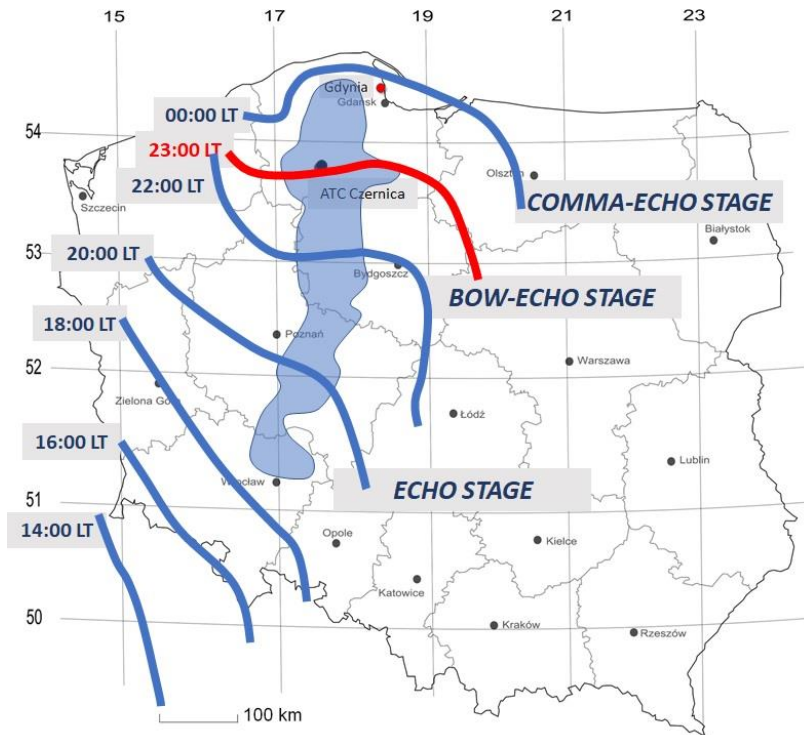 15 17 19 21 23
54
53
52
51
50
Gdynia
Gdańsk
00:00 LT
23:00 LT
22:00 LT
ATC Czernica
Olsztyn
COMMA-ECHO STAGE
Szczecin
Białystok
20:00 LT
Bydgoszcz
BOW-ECHO STAGE
18:00 LT
Poznań
Warszawa
Zielona Góra
Łódź
16:00 LT
Wrocław
Lublin
ECHO STAGE
14:00 LT
Opole
Kielce
Katowice
Kraków
Rzeszów
100 km